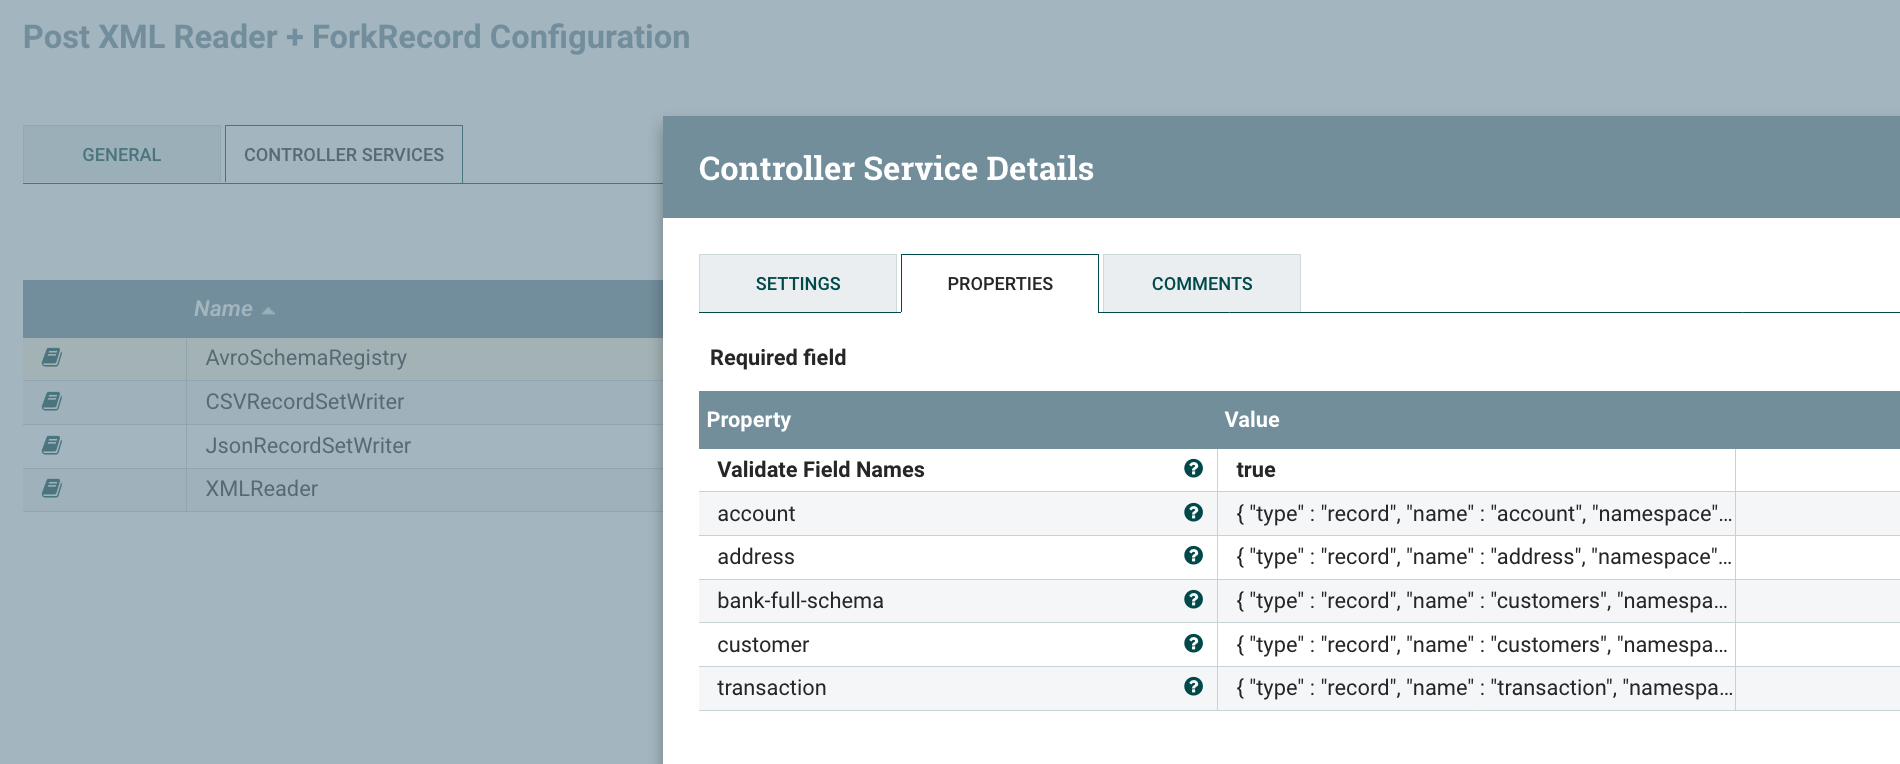 Post XML Reader + ForkRecord Configuration
GENERAL
CONTROLLER SERVICES
Name
AvroSchemaRegistry
CSVRecordSetWriter
JsonRecordSetWriter
XMLReader
Controller Service Details
SETTINGS
PROPERTIES
COMMENTS
Required field
Property Value
Validate Field Names true
account { "type" : "record", "name" : "account", "namespace"...
address { "type" : "record", "name" : "address", "namespace"...
bank-full-schema { "type" : "record", "name" : "customers", "namespa...
customer { "type" : "record", "name" : "customers", "namespa...
transaction { "type" : "record", "name" : "transaction", "namespa...